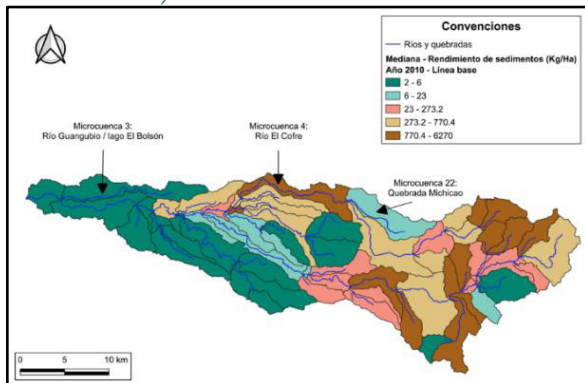 Convenciones
Ríos y quebradas
Mediana - Rendimiento de sedimentos (Kg/Ha)
Año 2010 - Línea base
2 - 6
6 - 23
23 - 273.2
273.2 - 770.4
770.4 - 6270
Microcuenca 3:
Río Guangubio / lago El Bolsón
Microcuenca 4:
Río El Cofre
Microcuenca 22:
Quebrada Michicao
0 5 10 km